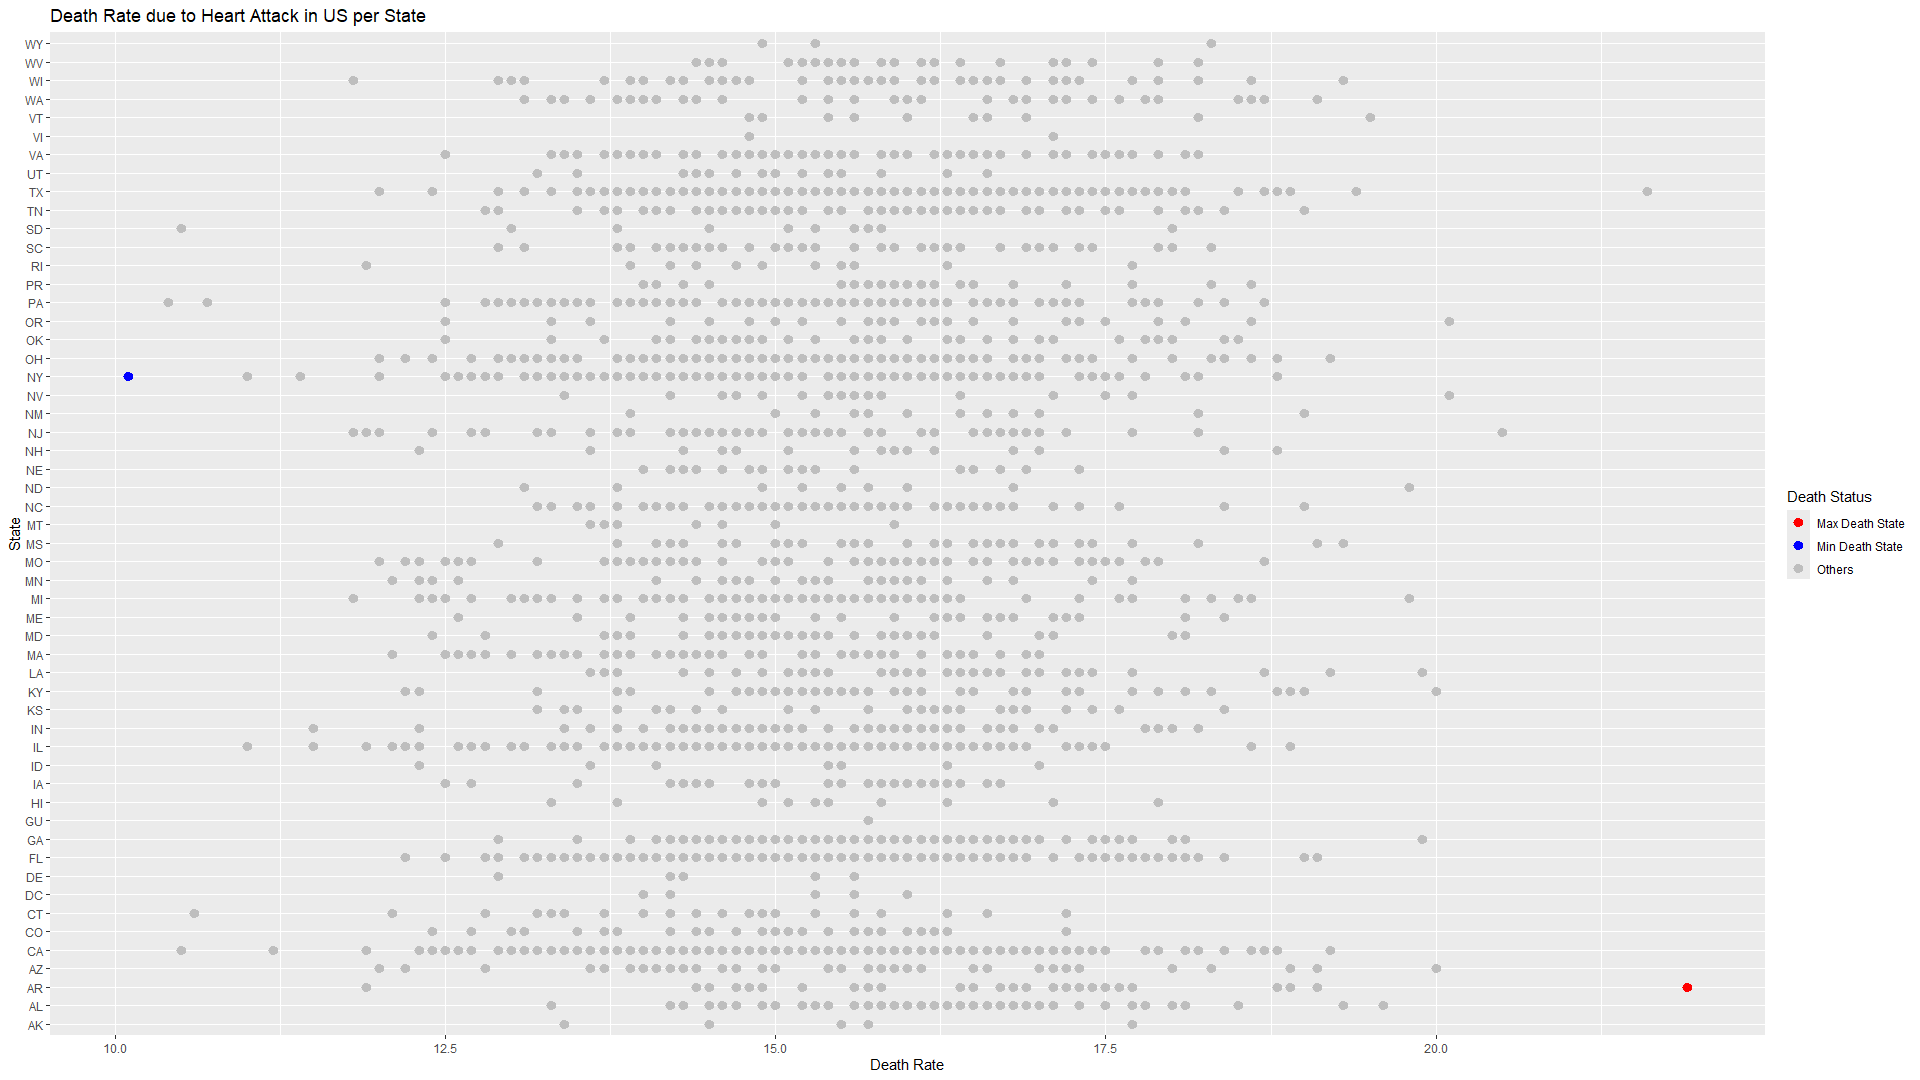 Death Rate due to Heart Attack in US per State
WY
WV
WI
WA
VT
VI
VA
UT
TX
TN
SD
SC
RI
PR
PA
OR
OK
OH
NY
NV
NM
NJ
NH
NE
ND
NC
MT
MS
MO
MN
MI
ME
MD
MA
LA
KY
KS
IN
IL
ID
IA
HI
GU
GA
FL
DE
DC
CT
CO
CA
AZ
AR
AL
AK
State
10.0 12.5 15.0 17.5 20.0
Death Rate
Death Status
Max Death State
Min Death State
Others